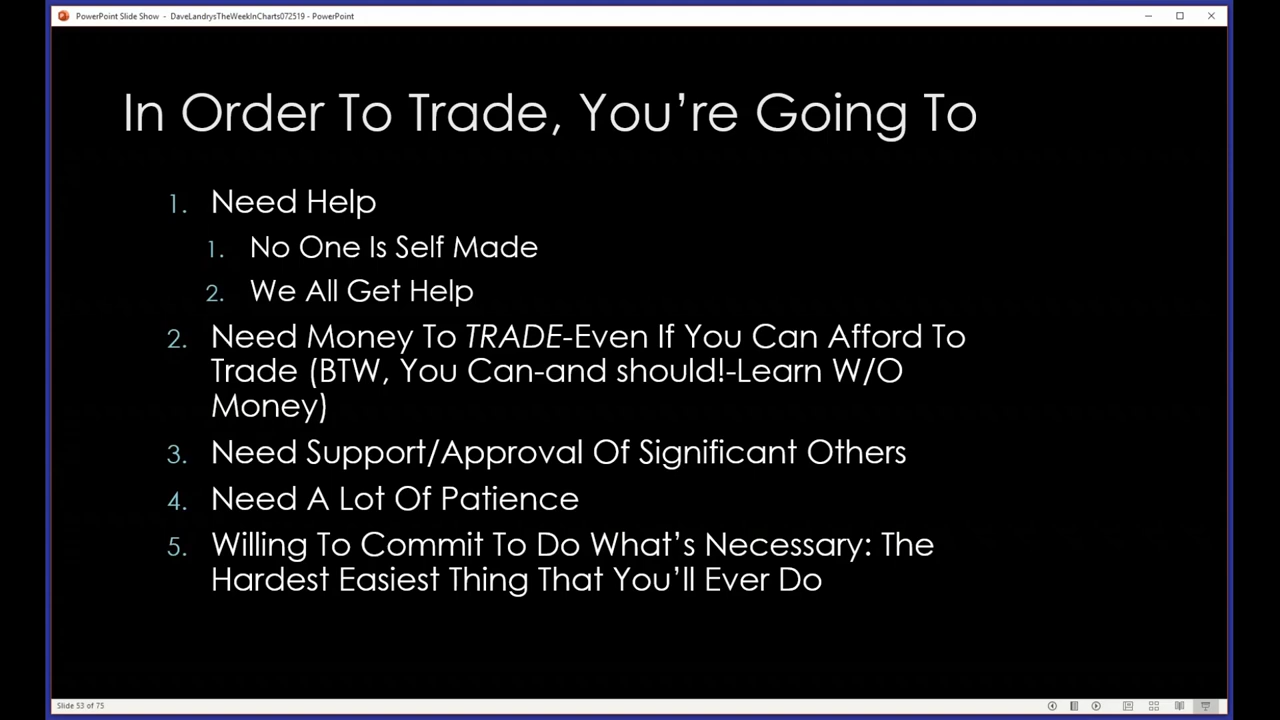 PowerPoint Slide Show - DaveLandrysTheWeekInCharts072519 - PowerPoint
In Order To Trade, You're Going To
1. Need Help
1. No One Is Self Made
2. We All Get Help
2. Need Money To TRADE-Even If You Can Afford To
Trade (BTW, You Can-and should!-Learn W/O
Money)
3. Need Support/Approval Of Significant Others
4. Need A Lot Of Patience
5. Willing To Commit To Do What's Necessary: The
Hardest Easiest Thing That You'll Ever Do
Slide 53 of 75